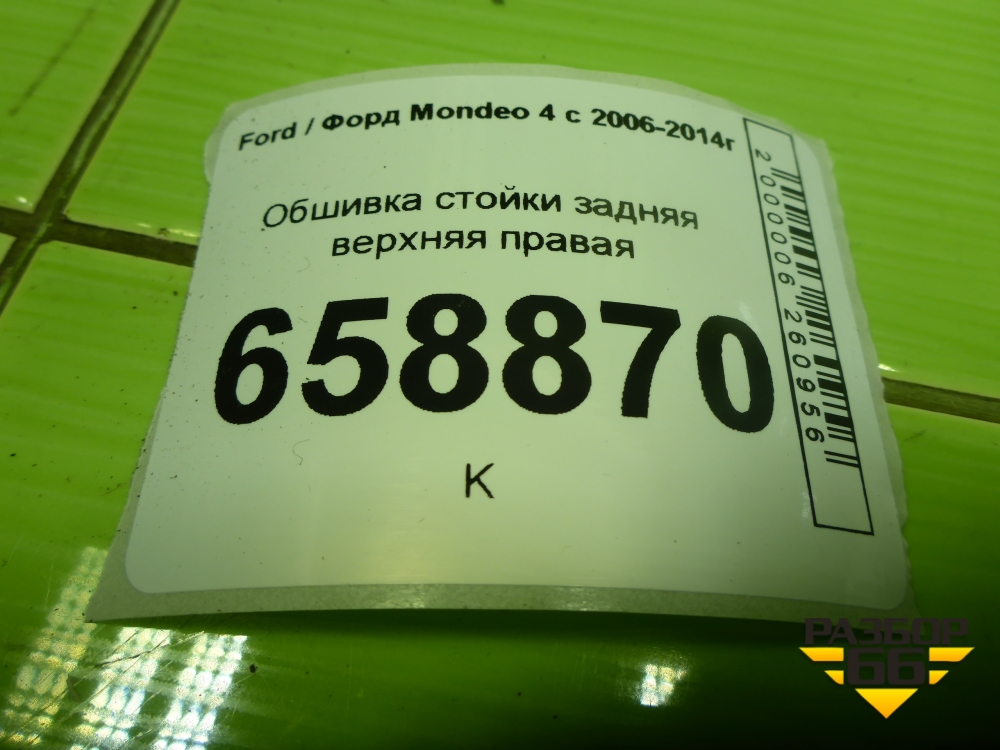 Ford / Форд Mondeo 4 с 2006-2014г
Обшивка стойки задняя
верхняя правая
658870
К
2000006260956
РАЗБОР
66